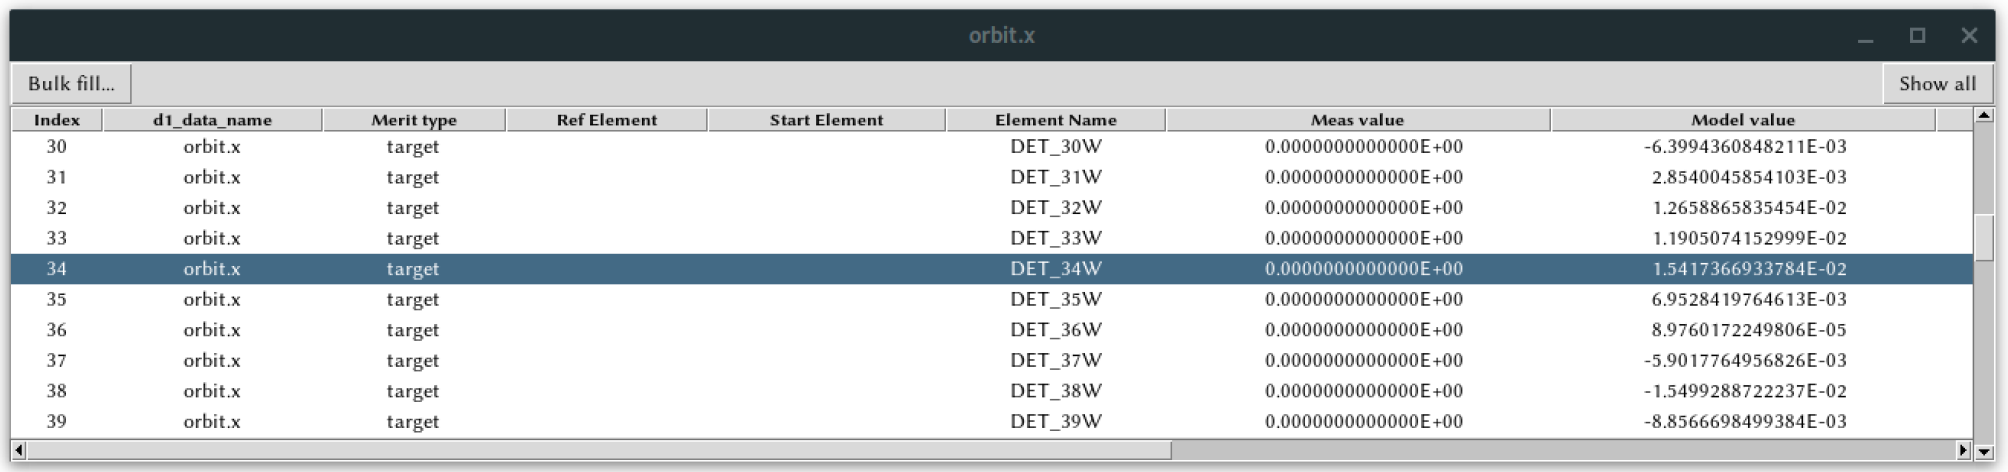 orbit.x
Bulk fill... Show all
Index d1_data_name Merit type Ref Element Start Element Element Name Meas value Model value
30 orbit.x target DET_30W 0.0000000000000E+00 -6.3994360848211E-03
31 orbit.x target DET_31W 0.0000000000000E+00 2.8540045854103E-03
32 orbit.x target DET_32W 0.0000000000000E+00 1.2658865835454E-02
33 orbit.x target DET_33W 0.0000000000000E+00 1.1905074152999E-02
34 orbit.x target DET_34W 0.0000000000000E+00 1.5417366933784E-02
35 orbit.x target DET_35W 0.0000000000000E+00 6.9528419764613E-03
36 orbit.x target DET_36W 0.0000000000000E+00 8.9760172249806E-05
37 orbit.x target DET_37W 0.0000000000000E+00 -5.9017764956826E-03
38 orbit.x target DET_38W 0.0000000000000E+00 -1.5499288722237E-02
39 orbit.x target DET_39W 0.0000000000000E+00 -8.8566698499384E-03